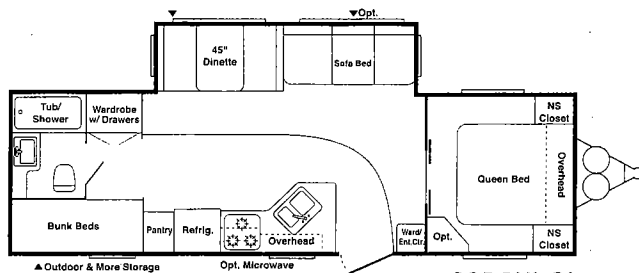 ▼
▼Opt.
45"
Dinette
Sofa Bed
Tub/
Shower
Wardrobe
w/ Drawers
NS
Closet
Queen Bed
Overhead
Bunk Beds
Pantry
Refrig.
Overhead
Ward/
Ent.Ctr.
Opt.
NS
Closet
▲Outdoor & More Storage
Opt. Microwave